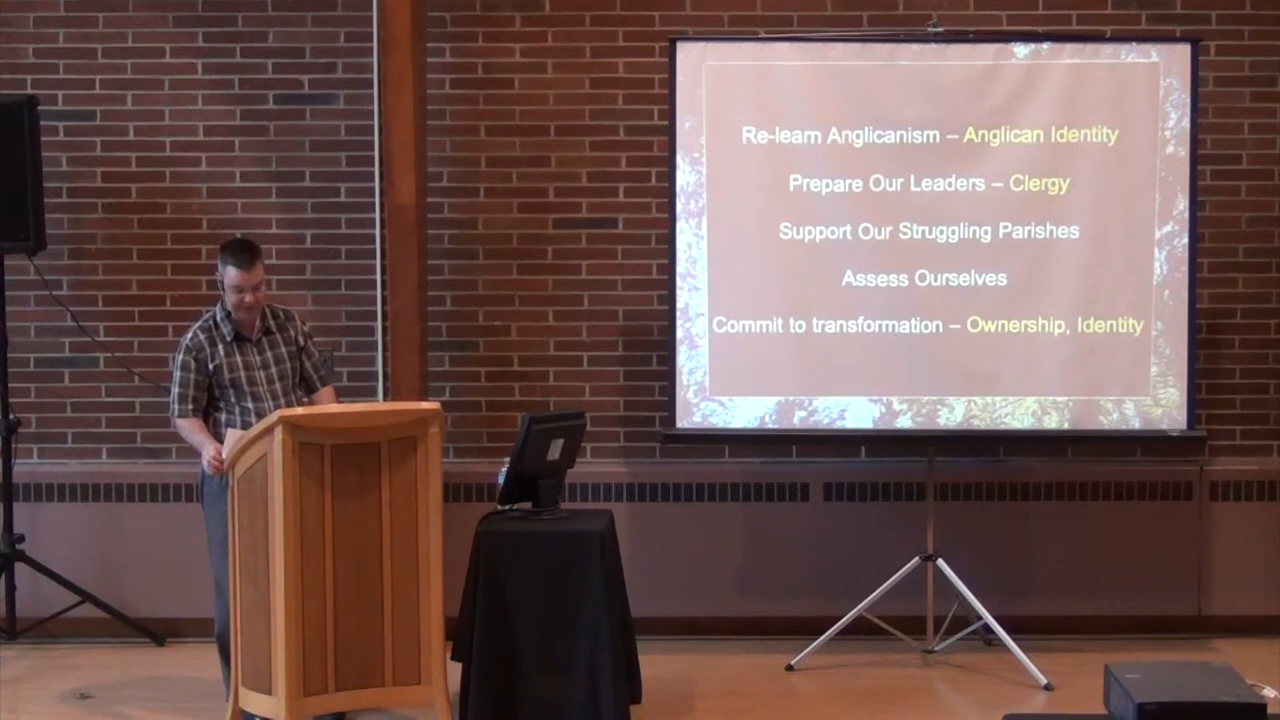 Re-learn Anglicanism – Anglican Identity
Prepare Our Leaders – Clergy
Support Our Struggling Parishes
Assess Ourselves
Commit to transformation – Ownership, Identity